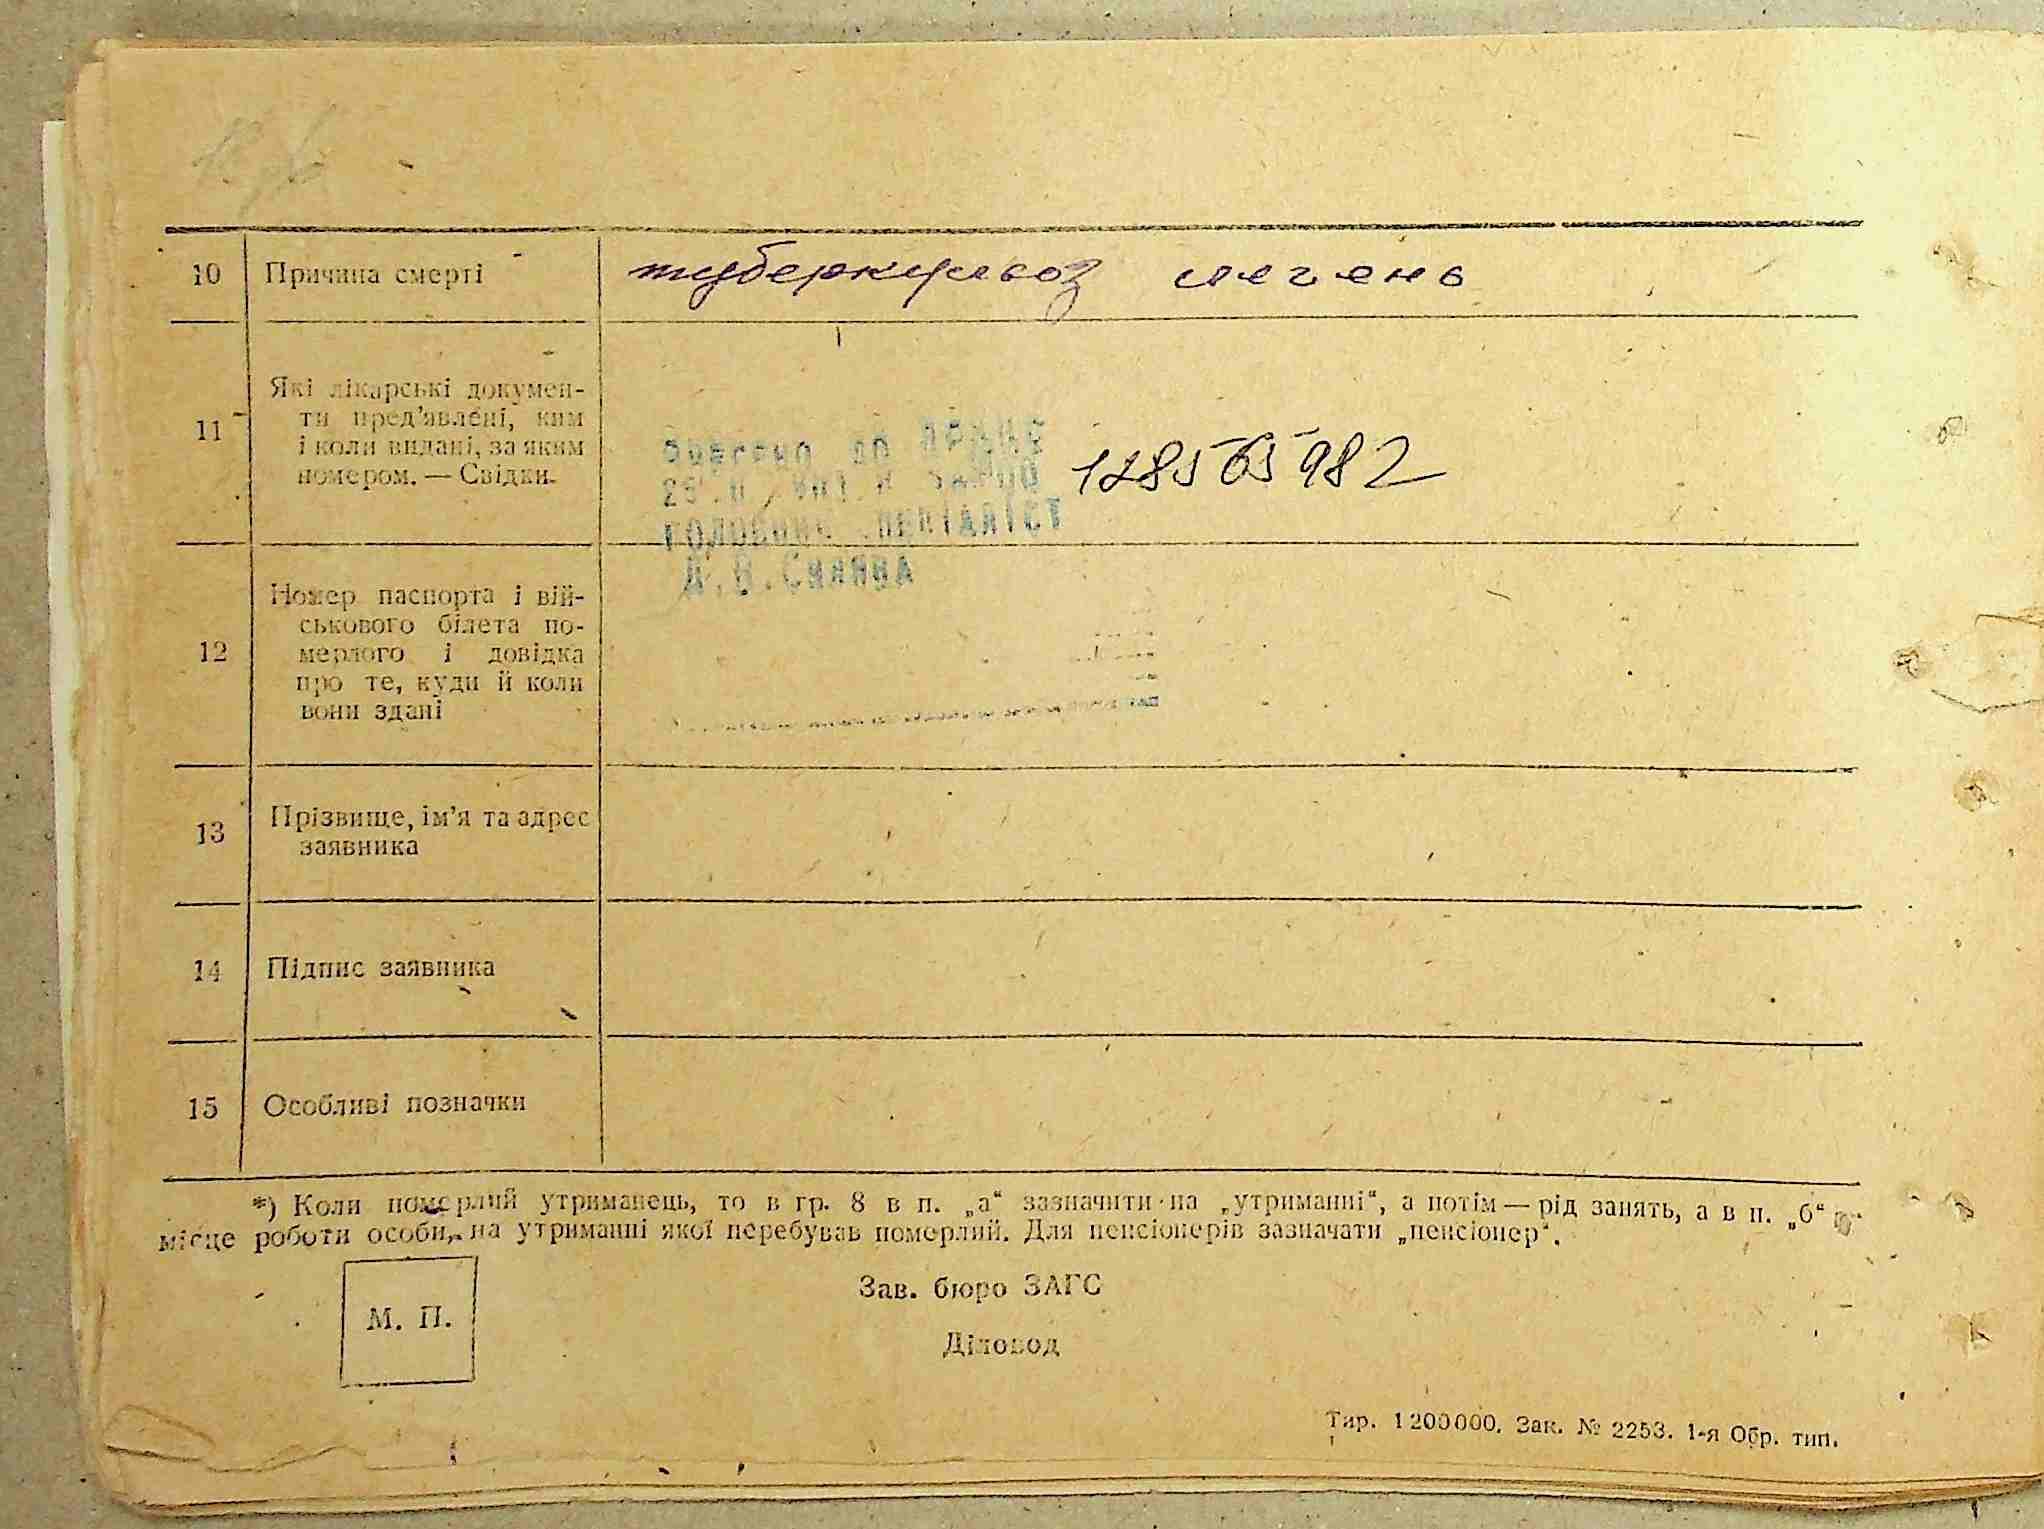 10 Причина смерті туберкульоз легень
11 Які лікарські докумен-
ти пред’явлені, ким
і коли видані, за яким
номером. — Свідки.
128565982
12 Номер паспорта і вій-
ськового білета по-
мерлого і довідка
про те, куди й коли
вони здані
13 Прізвище, ім’я та адрес
заявника
14 Підпис заявника
15 Особливі позначки
*) Коли померлий утриманець, то в гр. 8 в п. „а“ зазначити на „утриманні“, а потім — рід занять, а в п. „б“
місце роботи особи, на утриманні якої перебував померлий. Для пенсіонерів зазначати „пенсіонер“.
М. П.
Зав. бюро ЗАГС
Діловод
Тир. 1 200 000. Зак. № 2253. 1-я Обр. тип.